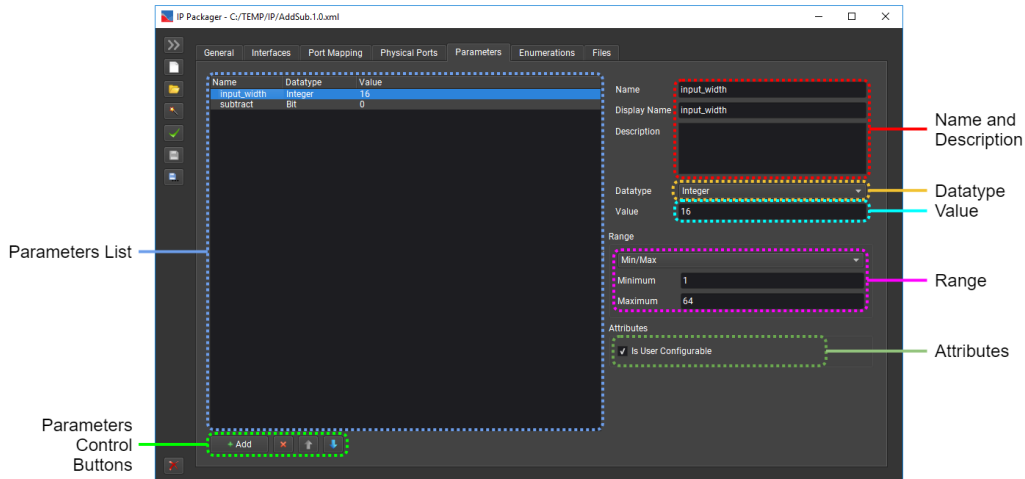 IP Packager - C:/TEMP/IP/AddSub.1.0.xml
General Interfaces Port Mapping Physical Ports Parameters Enumerations Files
Name Datatype Value
input_width Integer 16
subtract Bit 0
Name input_width
Display Name input_width
Description
Datatype Integer
Value 16
Range
Min/Max
Minimum 1
Maximum 64
Attributes
Is User Configurable
+ Add
Parameters List
Parameters
Control
Buttons
Name and
Description
Datatype
Value
Range
Attributes